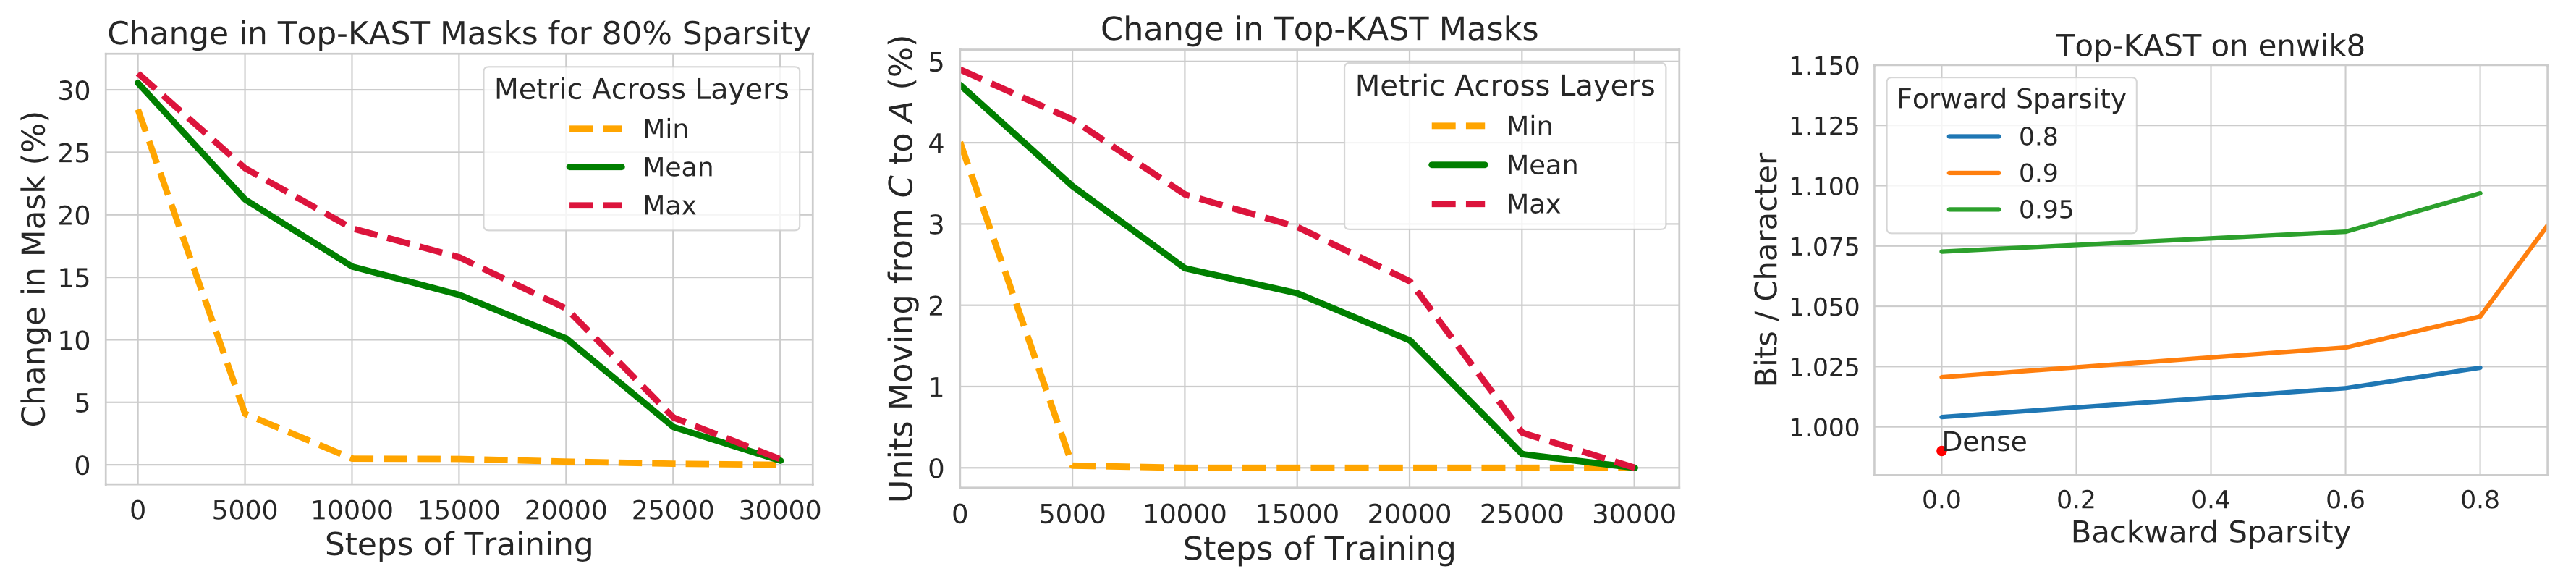 Change in Top-KAST Masks for 80% Sparsity
Change in Mask (%)
30
25
20
15
10
5
0
Metric Across Layers
Min
Mean
Max
0 5000 10000 15000 20000 25000 30000
Steps of Training
Change in Top-KAST Masks
Units Moving from C to A (%)
5
4
3
2
1
0
Metric Across Layers
Min
Mean
Max
0 5000 10000 15000 20000 25000 30000
Steps of Training
Top-KAST on enwik8
Bits / Character
1.150
1.125
1.100
1.075
1.050
1.025
1.000
Forward Sparsity
0.8
0.9
0.95
Dense
0.0 0.2 0.4 0.6 0.8
Backward Sparsity